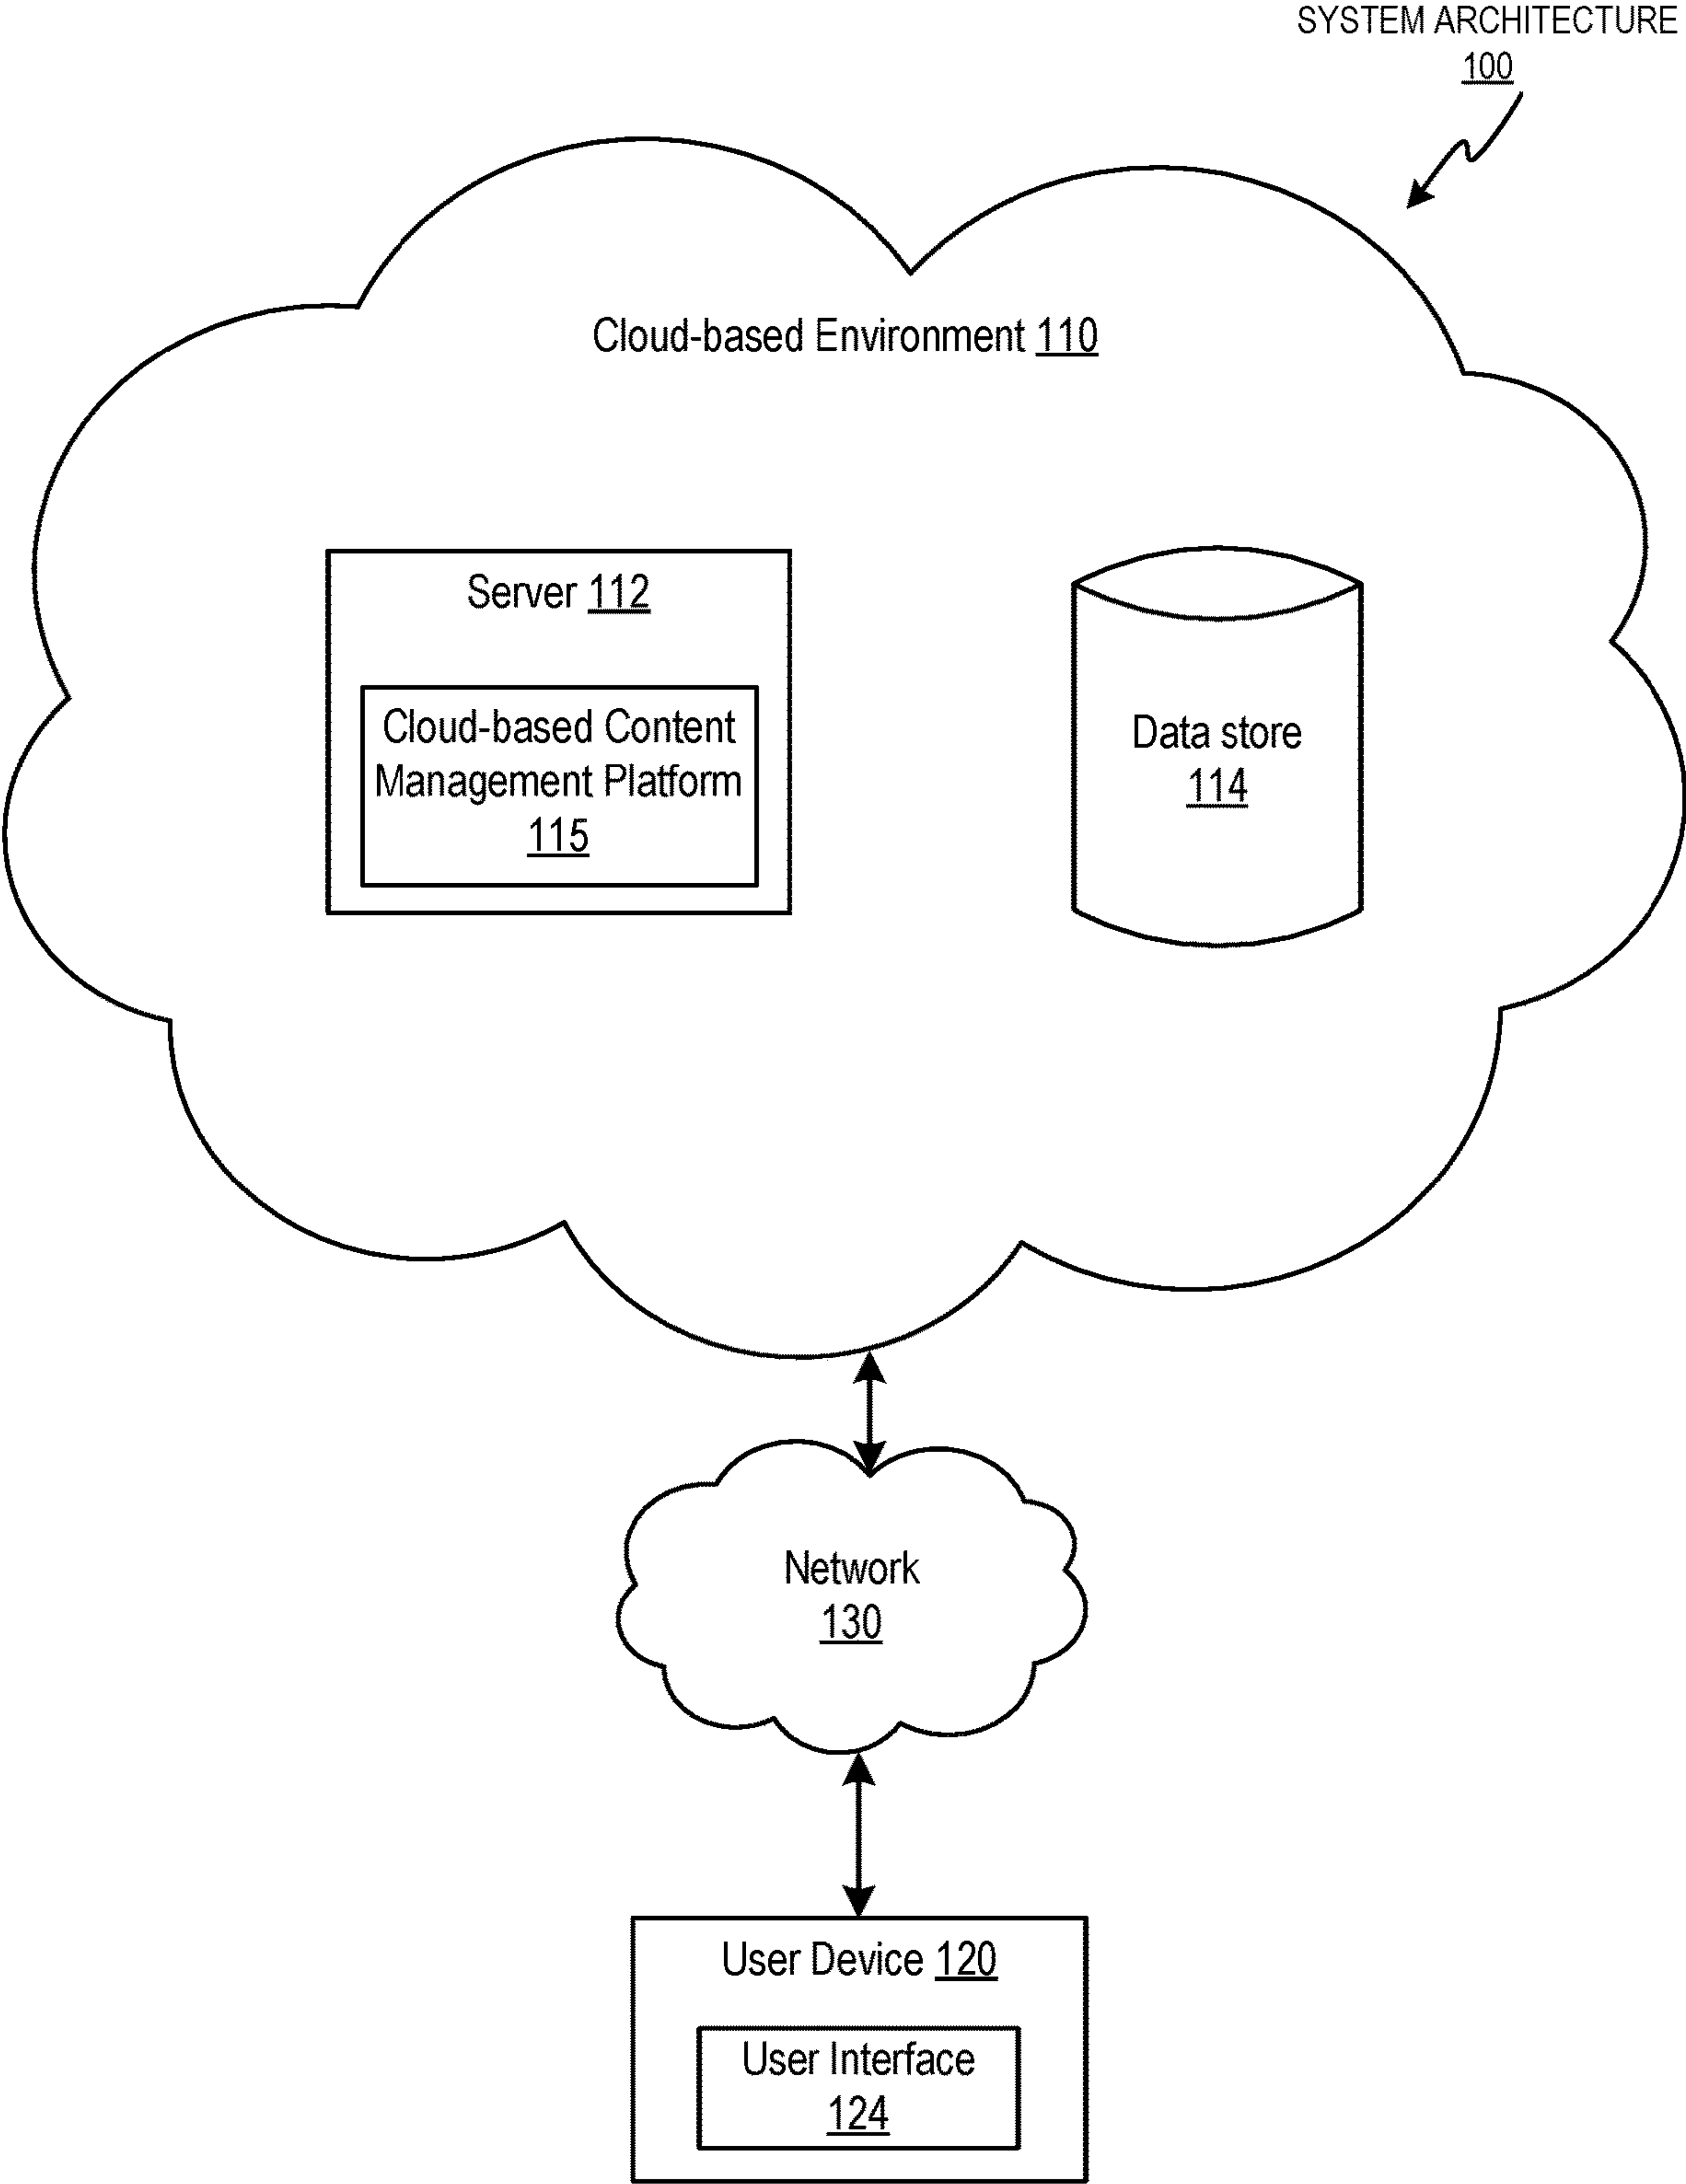 SYSTEM ARCHITECTURE
100
Cloud-based Environment 110
Server 112
Cloud-based Content
Management Platform
115
Data store
114
Network
130
User Device 120
User Interface
124